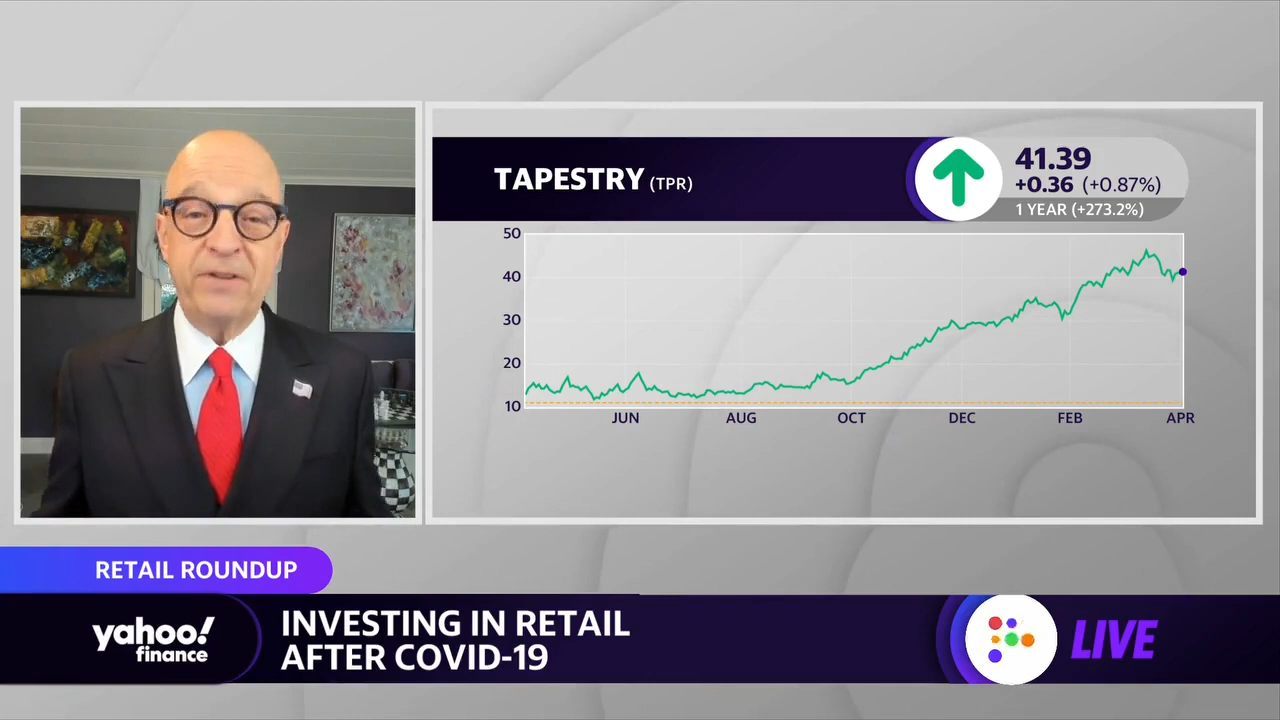 TAPESTRY (TPR)
41.39
+0.36 (+0.87%)
1 YEAR (+273.2%)
50
40
30
20
10
JUN AUG OCT DEC FEB APR
RETAIL ROUNDUP
yahoo!
finance
INVESTING IN RETAIL
AFTER COVID-19
LIVE